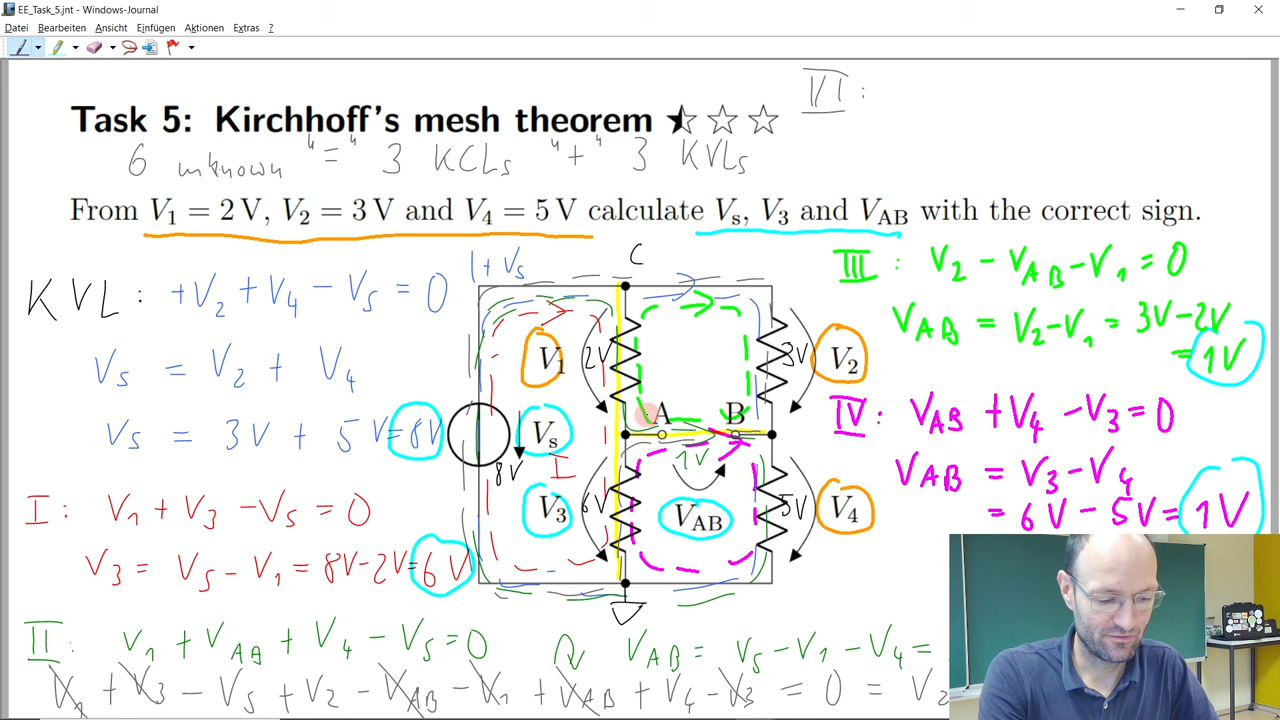 EE_Task_5.jnt - Windows-Journal
Datei Bearbeiten Ansicht Einfügen Aktionen Extras ?
VI :
Task 5: Kirchhoff's mesh theorem
6 unknown "=" 3 KCLs "+" 3 KVLs
From V1 = 2 V, V2 = 3 V and V4 = 5 V calculate Vs, V3 and VAB with the correct sign.
KVL: +V2 + V4 - Vs = 0
Vs = V2 + V4
Vs = 3V + 5V = 8V
I: V1 + V3 - Vs = 0
V3 = Vs - V1 = 8V - 2V = 6V
II: V1 + VAB + V4 - Vs = 0
VAB = Vs - V1 - V4 =
V1 + V3 - Vs + V2 - VAB - V1 + VAB + V4 - V3 = 0 = V2
+ Vs
C
V1
2V
3V
V2
A
B
Vs
8V
I
1V
V3
6V
VAB
5V
V4
III: V2 - VAB - V1 = 0
VAB = V2 - V1 = 3V - 2V
= 1V
IV: VAB + V4 - V3 = 0
VAB = V3 - V4
= 6V - 5V = 1V